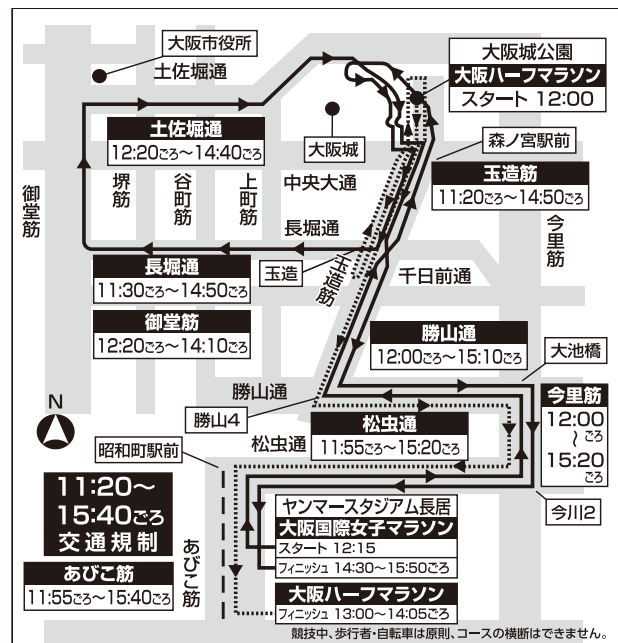 大阪市役所
土佐堀通
大阪城公園
大阪ハーフマラソン
スタート 12:00
土佐堀通
12:20ごろ～14:40ごろ
大阪城
森ノ宮駅前
玉造筋
11:20ごろ～14:50ごろ
御堂筋
堺筋
谷町筋
上町筋
中央大通
今里筋
長堀通
長堀通
11:30ごろ～14:50ごろ
玉造
玉造筋
千日前通
御堂筋
12:20ごろ～14:10ごろ
勝山通
12:00ごろ～15:10ごろ
大池橋
勝山通
勝山4
今里筋
12:00ごろ
～
15:20ごろ
N
昭和町駅前
松虫通
松虫通
11:55ごろ～15:20ごろ
今川2
11:20～
15:40ごろ
交通規制
あびこ筋
11:55ごろ～15:40ごろ
あびこ筋
ヤンマースタジアム長居
大阪国際女子マラソン
スタート 12:15
フィニッシュ 14:30～15:50ごろ
大阪ハーフマラソン
フィニッシュ 13:00～14:05ごろ
競技中、歩行者・自転車は原則、コースの横断はできません。